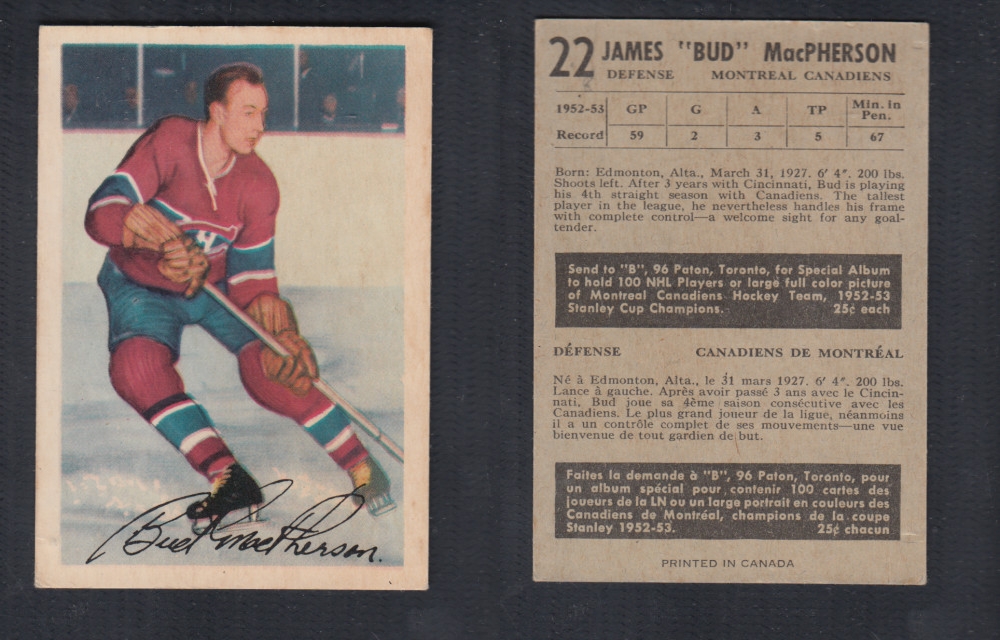 Bud MacPherson.
H
22 JAMES "BUD" MacPHERSON
DEFENSE MONTREAL CANADIENS
1952-53 GP G A TP Min. in Pen.
Record 59 2 3 5 67
Born: Edmonton, Alta., March 31, 1927. 6′ 4″. 200 lbs.
Shoots left. After 3 years with Cincinnati, Bud is playing
his 4th straight season with Canadiens. The tallest
player in the league, he nevertheless handles his frame
with complete control—a welcome sight for any goal-
tender.
Send to "B", 96 Paton, Toronto, for Special Album
to hold 100 NHL Players or large full color picture
of Montreal Canadiens Hockey Team, 1952-53
Stanley Cup Champions. 25¢ each
DÉFENSE CANADIENS DE MONTRÉAL
Né à Edmonton, Alta., le 31 mars 1927. 6′ 4″. 200 lbs.
Lance à gauche. Après avoir passé 3 ans avec le Cincin-
nati, Bud joue sa 4ème saison consécutive avec les
Canadiens. Le plus grand joueur de la ligue, néanmoins
il a un contrôle complet de ses mouvements—une vue
bienvenue de tout gardien de but.
Faites la demande à "B", 96 Paton, Toronto, pour
un album spécial pour contenir 100 cartes des
joueurs de la LN ou un large portrait en couleurs des
Canadiens de Montréal, champions de la coupe
Stanley 1952-53. 25¢ chacun
PRINTED IN CANADA